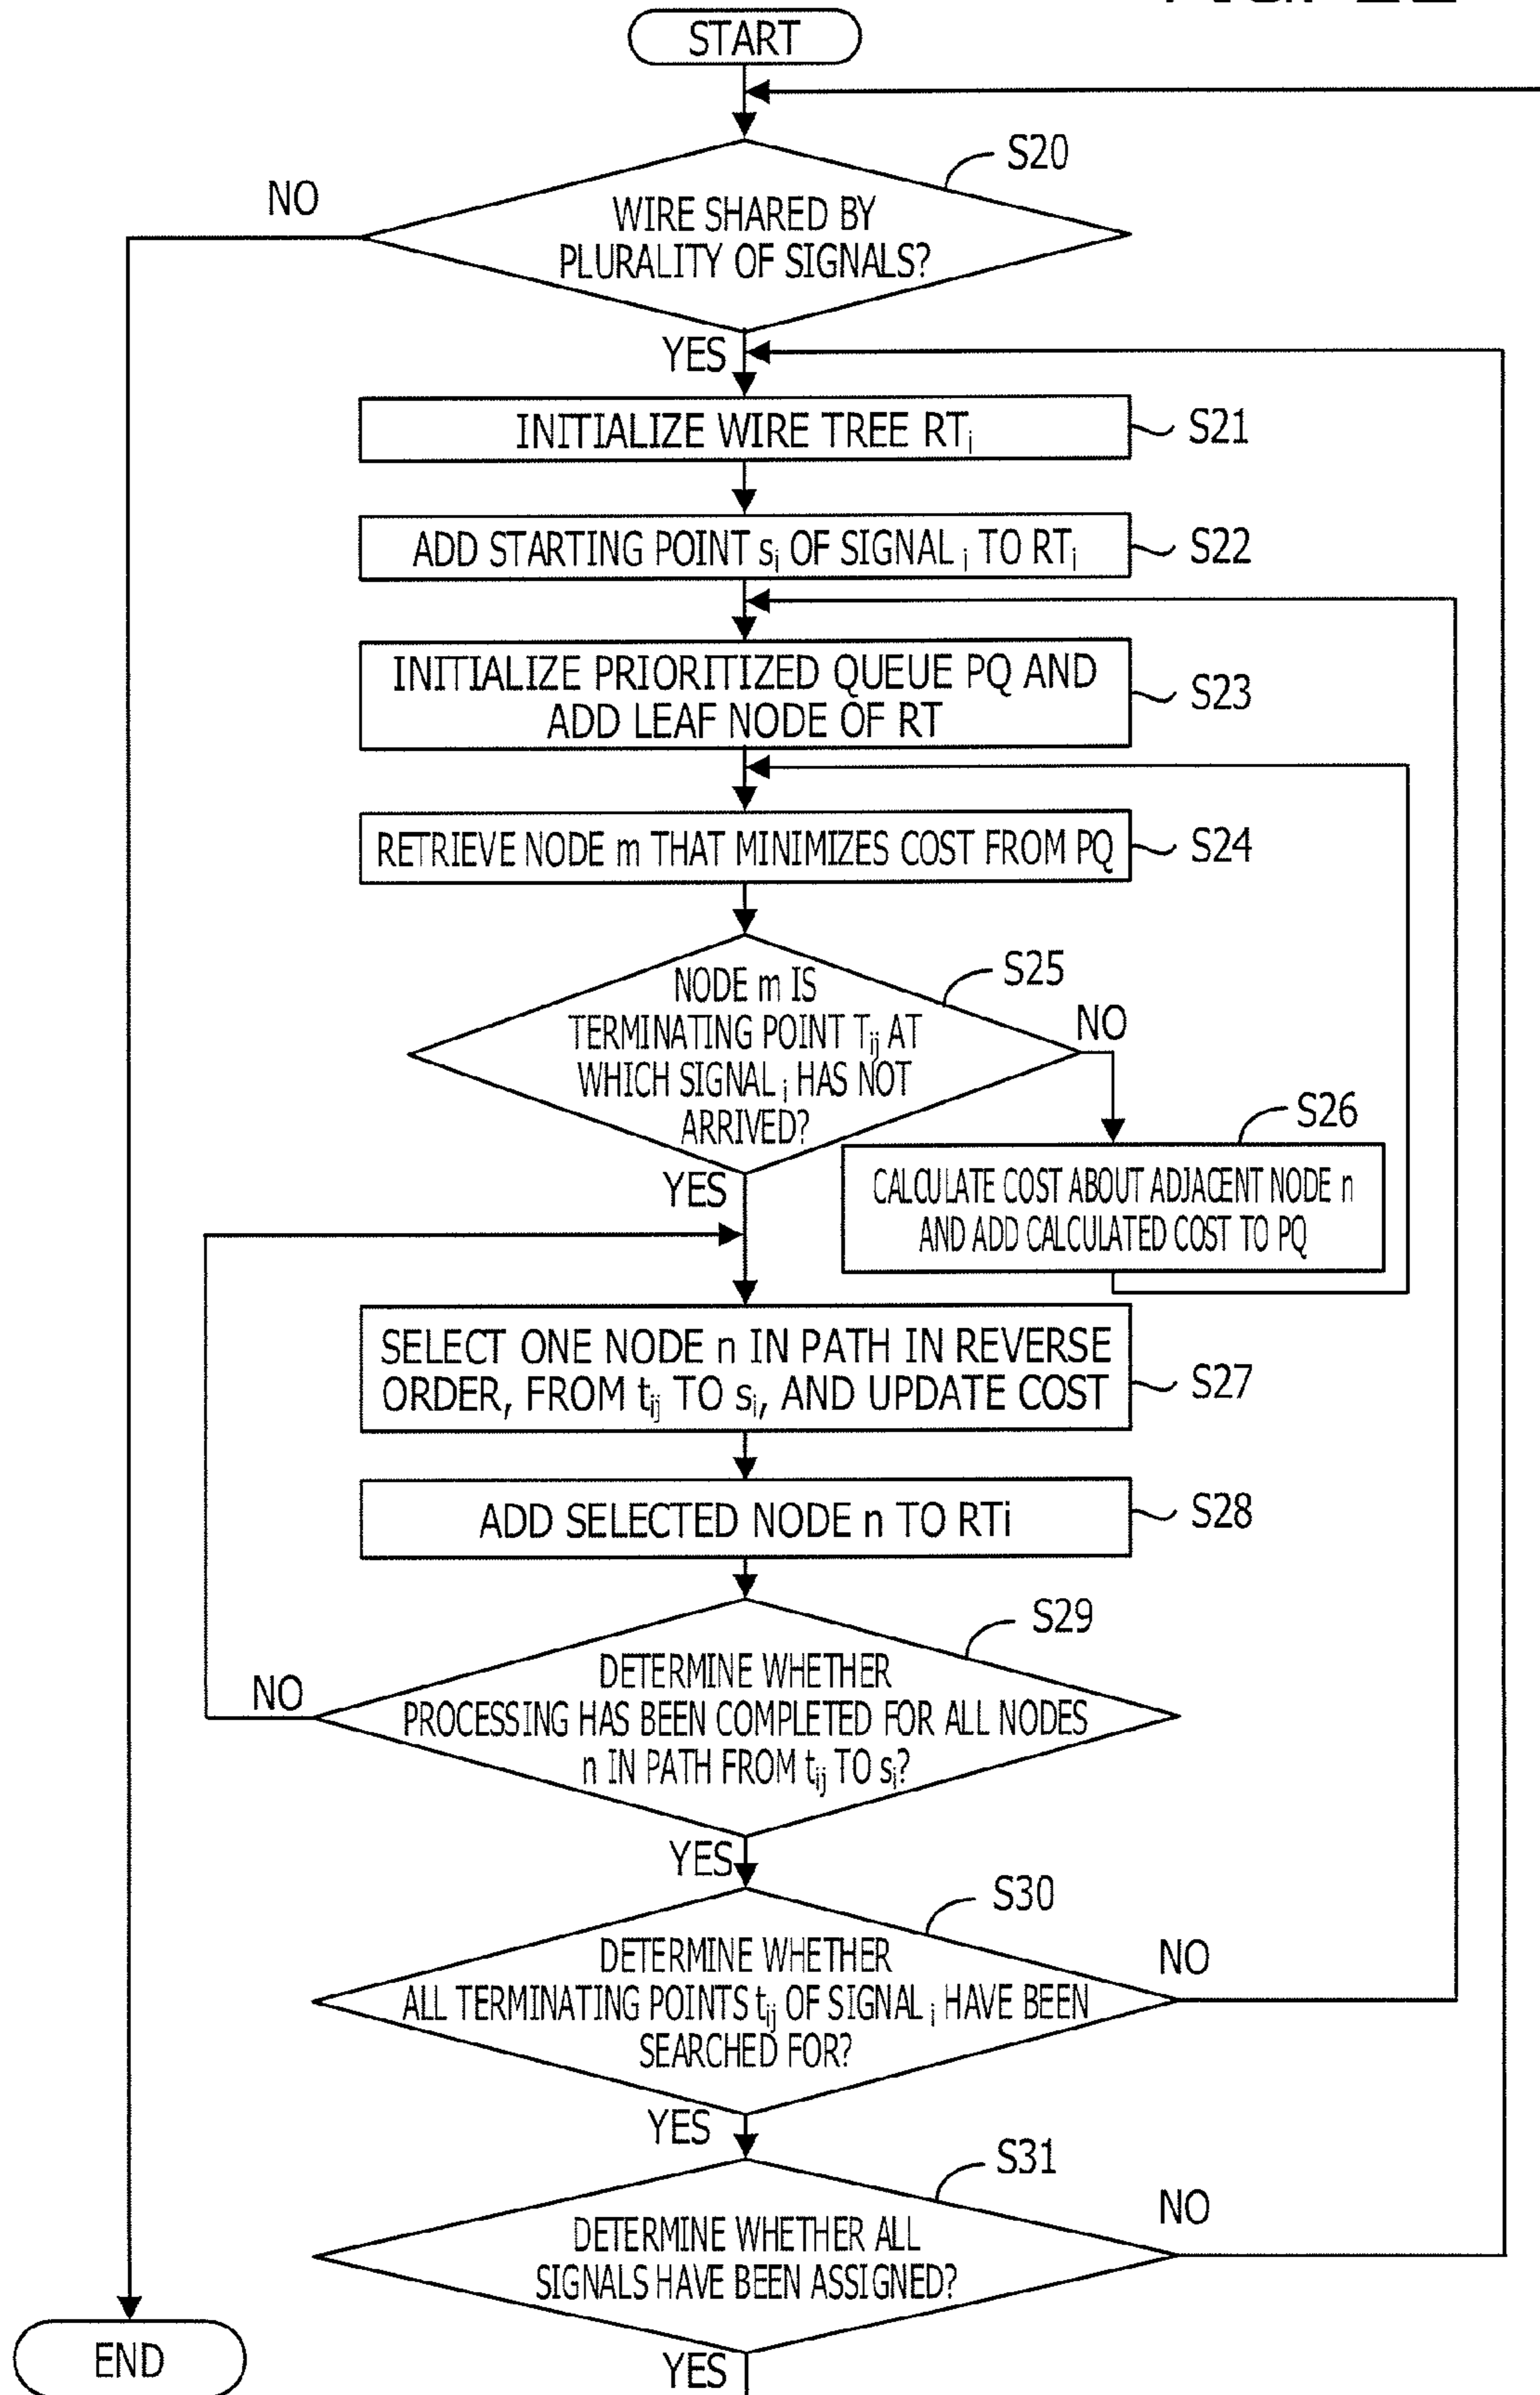 START
S20
NO
WIRE SHARED BY
PLURALITY OF SIGNALS?
YES
INITIALIZE WIRE TREE RTi
S21
ADD STARTING POINT si OF SIGNAL i TO RTi
S22
INITIALIZE PRIORITIZED QUEUE PQ AND
ADD LEAF NODE OF RT
S23
RETRIEVE NODE m THAT MINIMIZES COST FROM PQ
S24
S25
NODE m IS
TERMINATING POINT Tij AT
WHICH SIGNAL i HAS NOT
ARRIVED?
NO
YES
S26
CALCULATE COST ABOUT ADJACENT NODE n
AND ADD CALCULATED COST TO PQ
SELECT ONE NODE n IN PATH IN REVERSE
ORDER, FROM tij TO si, AND UPDATE COST
S27
ADD SELECTED NODE n TO RTi
S28
S29
DETERMINE WHETHER
PROCESSING HAS BEEN COMPLETED FOR ALL NODES
n IN PATH FROM tij TO si?
NO
YES
S30
DETERMINE WHETHER
ALL TERMINATING POINTS tij OF SIGNAL i HAVE BEEN
SEARCHED FOR?
NO
YES
S31
DETERMINE WHETHER ALL
SIGNALS HAVE BEEN ASSIGNED?
NO
END
YES